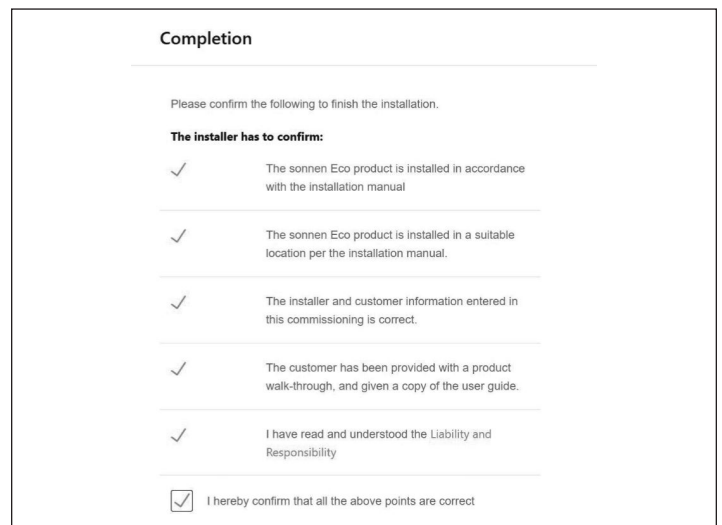 Completion
Please confirm the following to finish the installation.
The installer has to confirm:
The sonnen Eco product is installed in accordance
with the installation manual
The sonnen Eco product is installed in a suitable
location per the installation manual.
The installer and customer information entered in
this commissioning is correct.
The customer has been provided with a product
walk-through, and given a copy of the user guide.
I have read and understood the Liability and
Responsibility
I hereby confirm that all the above points are correct